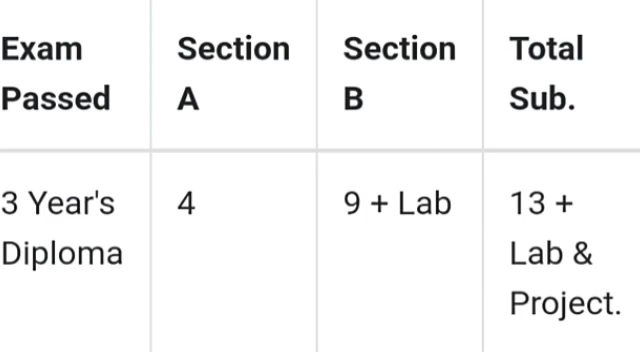 Exam Passed
Section A
Section B
Total Sub.
3 Year's Diploma
4
9 + Lab
13 + Lab & Project.